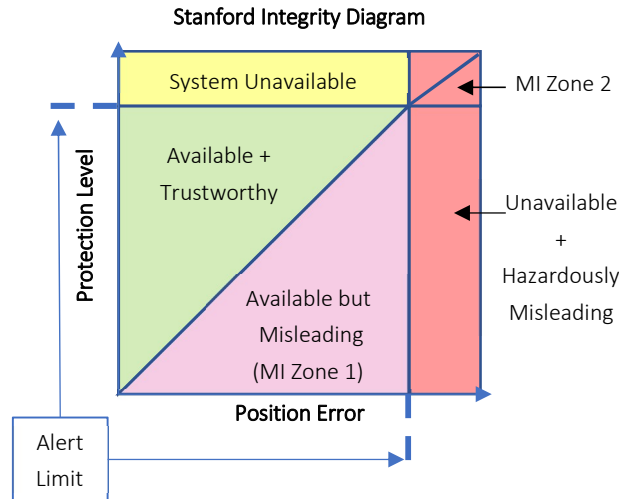 Stanford Integrity Diagram
System Unavailable
MI Zone 2
Available +
Trustworthy
Protection Level
Unavailable
+
Hazardously
Misleading
Available but
Misleading
(MI Zone 1)
Position Error
Alert
Limit